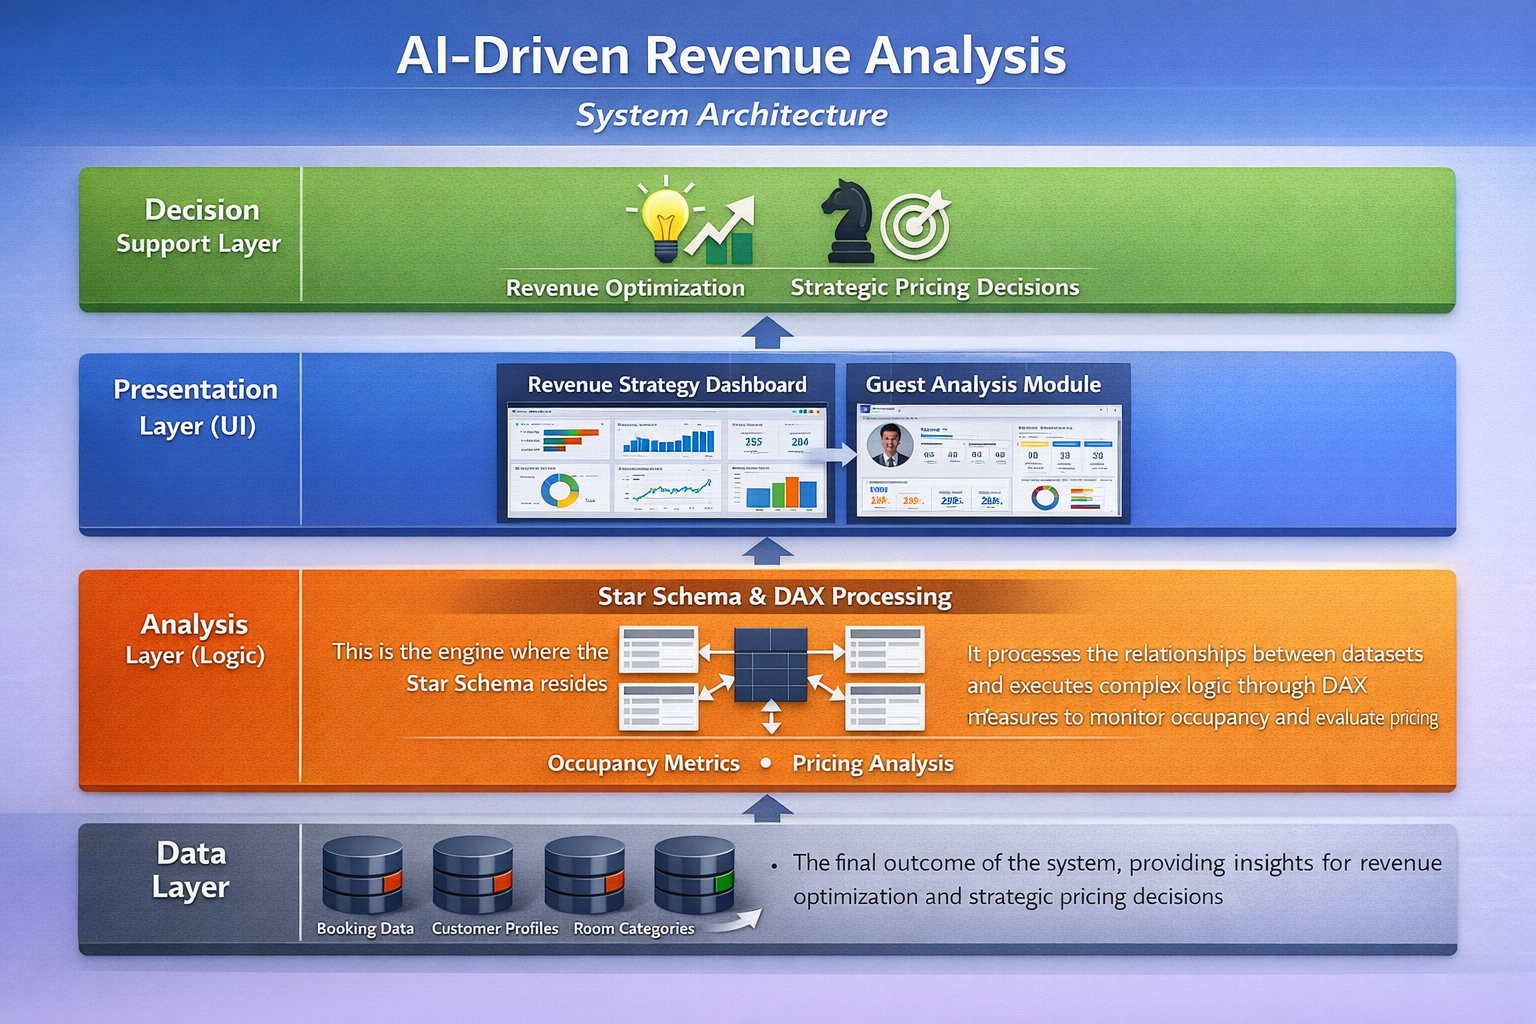 AI-Driven Revenue Analysis
System Architecture
Decision
Support Layer
Revenue Optimization
Strategic Pricing Decisions
Presentation
Layer (UI)
Revenue Strategy Dashboard
255
284
Guest Analysis Module
Analysis
Layer (Logic)
Star Schema & DAX Processing
This is the engine where the
Star Schema resides
It processes the relationships between datasets
and executes complex logic through DAX
measures to monitor occupancy and evaluate pricing
Occupancy Metrics • Pricing Analysis
Data
Layer
Booking Data
Customer Profiles
Room Categories
• The final outcome of the system, providing insights for revenue
optimization and strategic pricing decisions